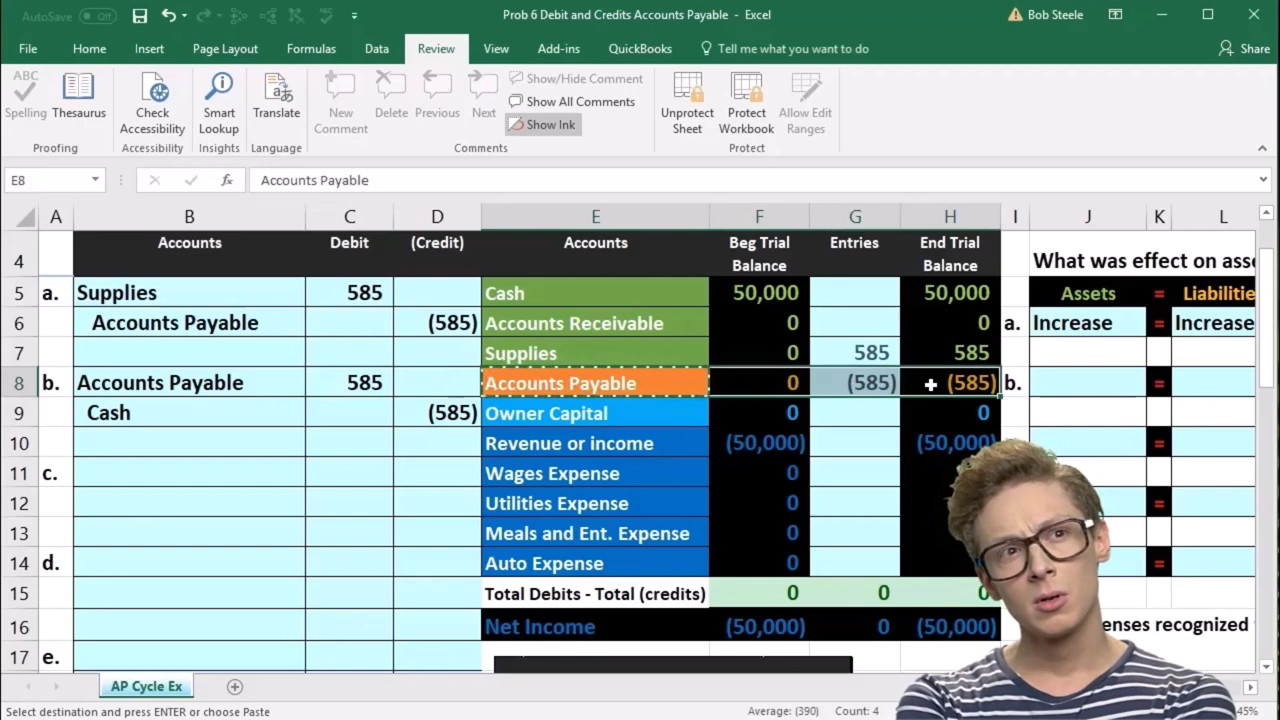 AutoSave Off Prob 6 Debit and Credits Accounts Payable - Excel Bob Steele
File Home Insert Page Layout Formulas Data Review View Add-ins QuickBooks Tell me what you want to do Share
ABC
Spelling Thesaurus Check Accessibility Smart Lookup Translate New Comment Delete Previous Next
Show/Hide Comment
Show All Comments
Show Ink
Unprotect Sheet Protect Workbook Allow Edit Ranges
Proofing Accessibility Insights Language Comments Protect
E8 fx Accounts Payable
A B C D E F G H I J K L
4 Accounts Debit (Credit) Accounts Beg Trial Balance Entries End Trial Balance What was effect on asse
5 a. Supplies 585 Cash 50,000 50,000 Assets = Liabilitie
6 Accounts Payable (585) Accounts Receivable 0 0 a. Increase = Increase
7 Supplies 0 585 585
8 b. Accounts Payable 585 Accounts Payable 0 (585) (585) b. =
9 Cash (585) Owner Capital 0 0
10 Revenue or income (50,000) (50,000) =
11 c. Wages Expense 0
12 Utilities Expense 0 =
13 Meals and Ent. Expense 0
14 d. Auto Expense 0 =
15 Total Debits - Total (credits) 0 0 0
16 Net Income (50,000) 0 (50,000) enses recognized
17 e.
AP Cycle Ex
Select destination and press ENTER or choose Paste Average: (390) Count: 4 45%